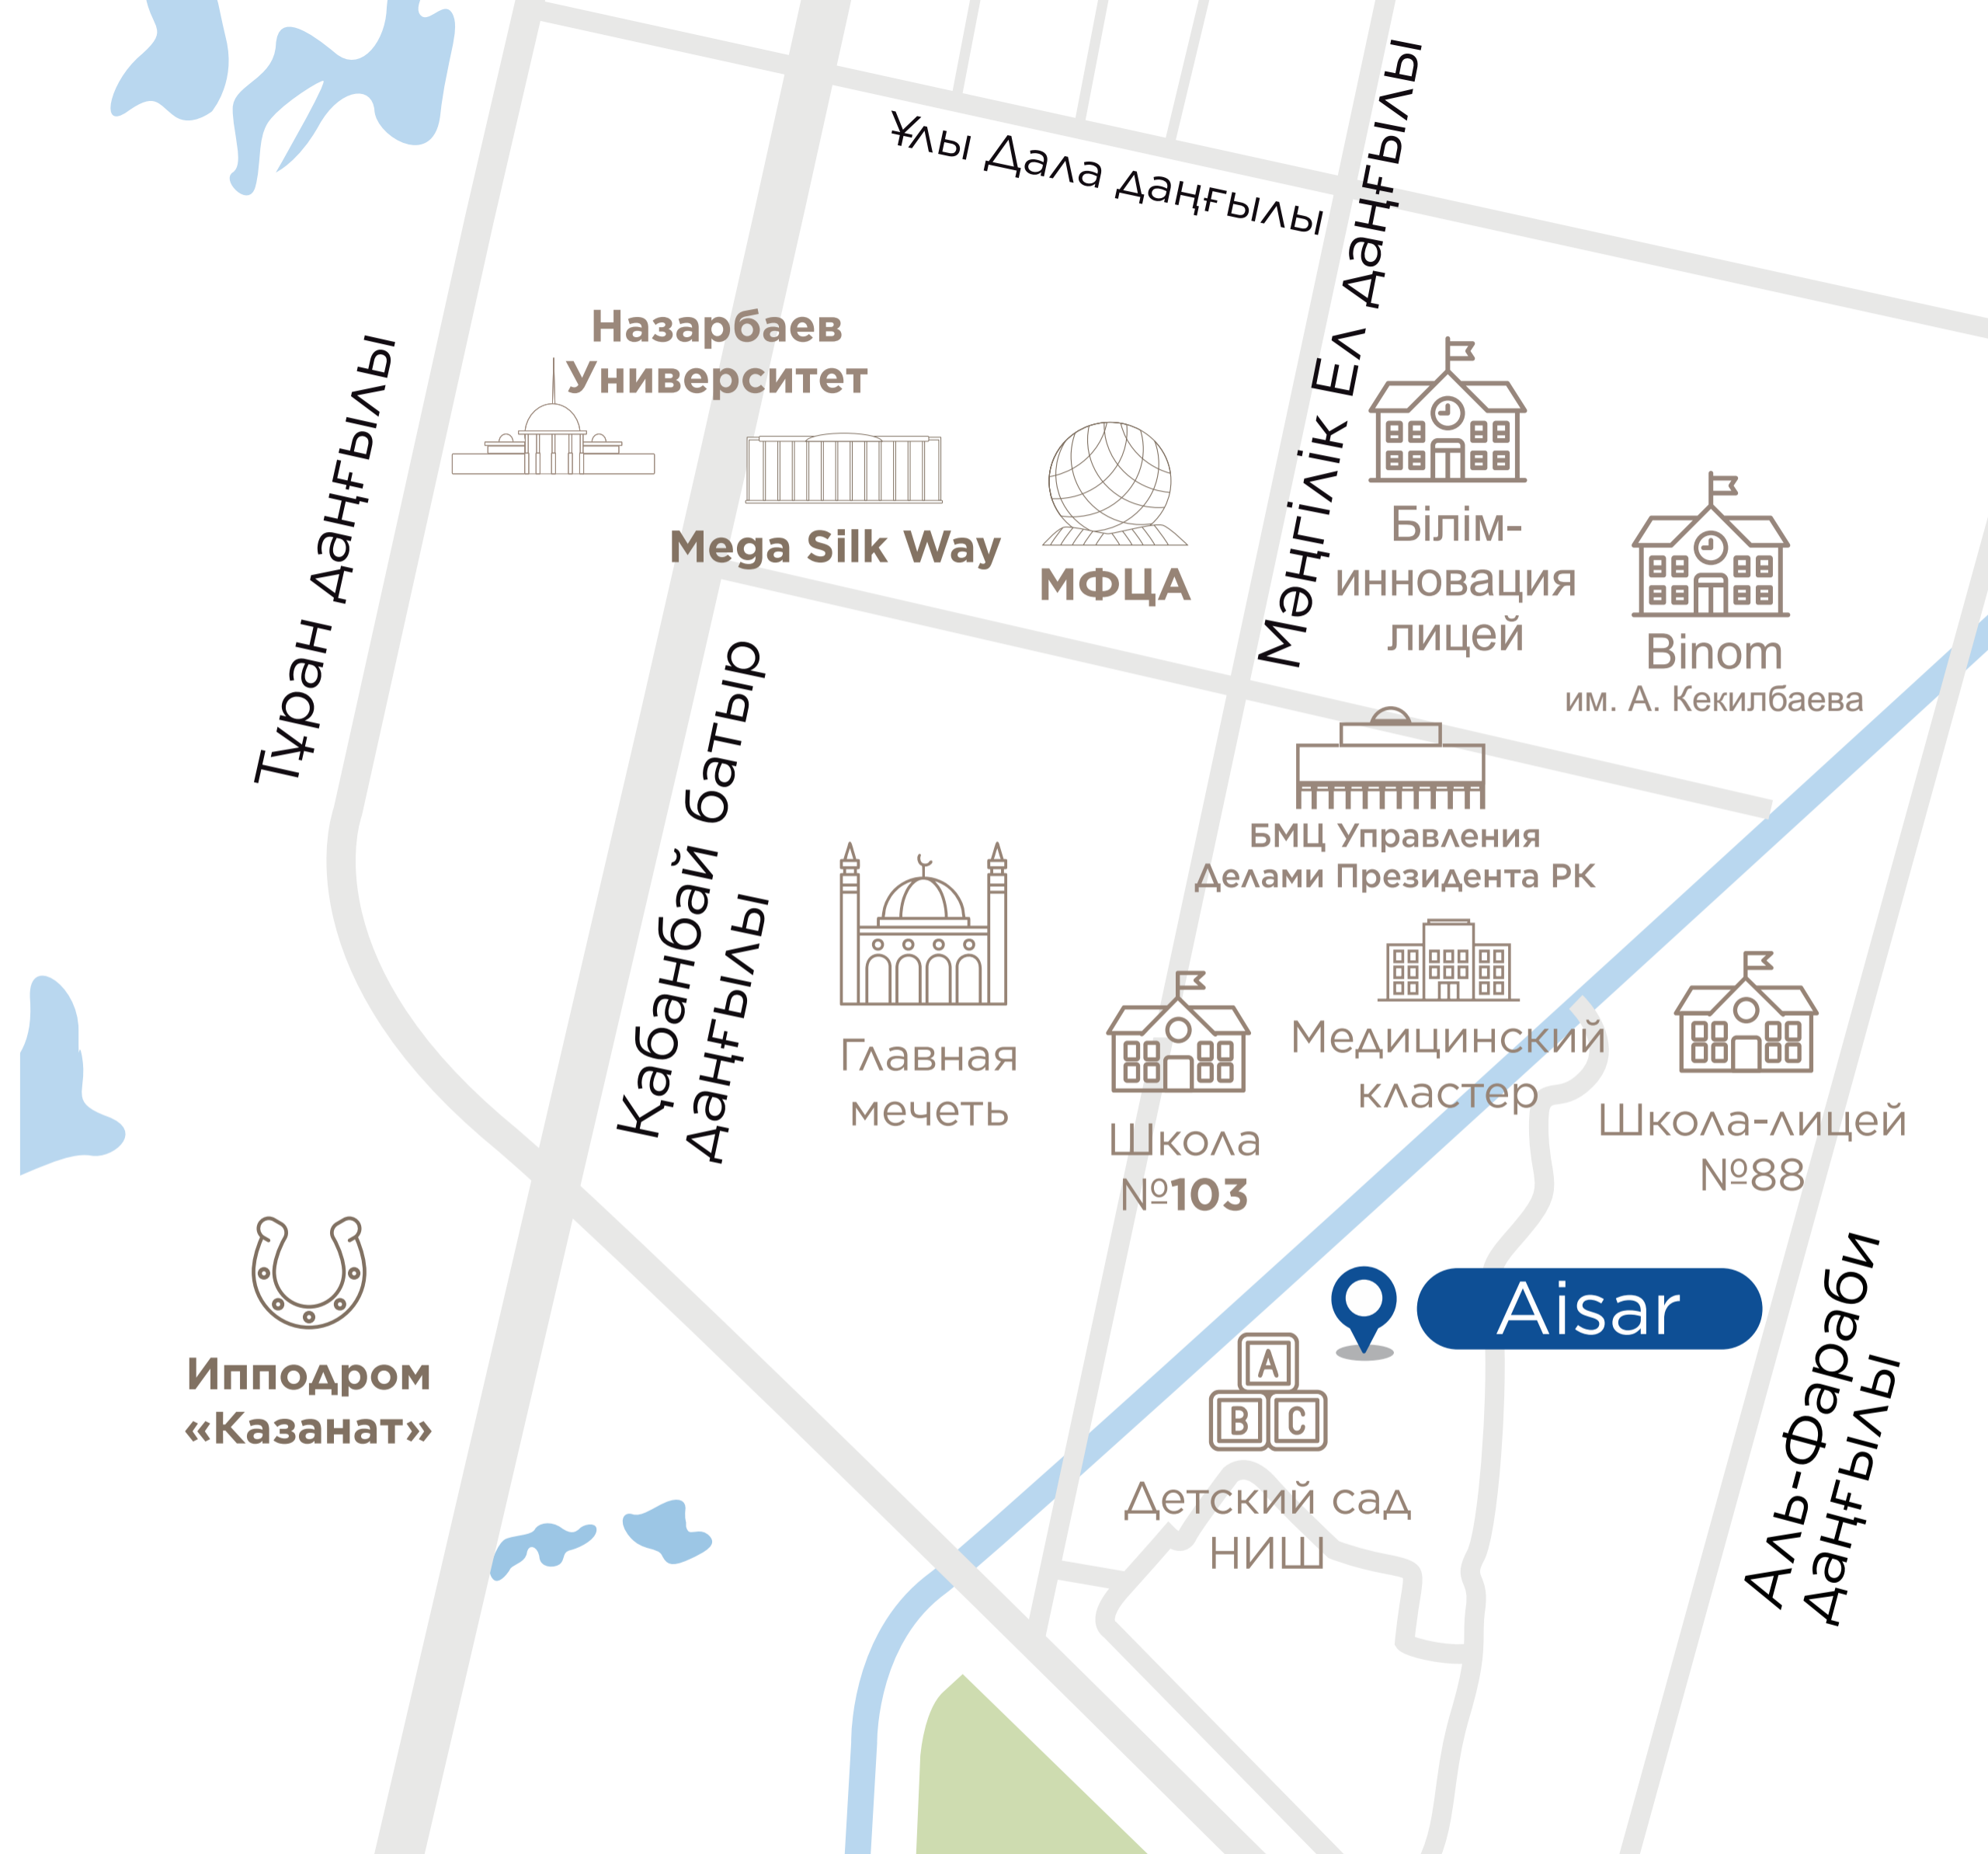 Ұлы Дала даңғылы
Мәңгілік Ел даңғылы
Тұран даңғылы
Назарбаев
Университет
Mega Silk Way
МФЦА
Білім-
инновация
лицей
Binom
им. А. Кекилбаева
Қабанбай батыр
даңғылы
БМЦ Управления
Делами Президента РК
Главная
мечеть
Медицинский
кластер
Школа
№103
Школа-лицей
№88
Aisar
A
B C
Ипподром
«Казанат»
Детский сад
НИШ
Аль-Фараби
даңғылы